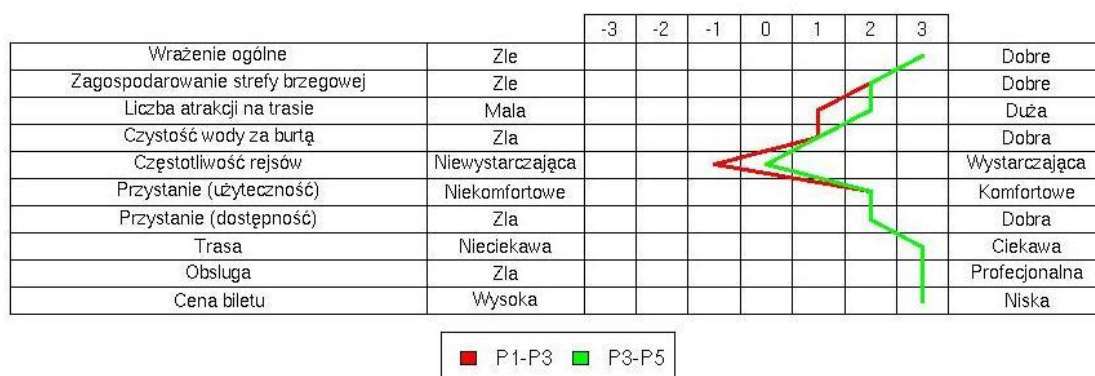 -3 -2 -1 0 1 2 3
Wrażenie ogólne Zle Dobre
Zagospodarowanie strefy brzegowej Zle Dobre
Liczba atrakcji na trasie Mala Duża
Czystość wody za burtą Zla Dobra
Częstotliwość rejsów Niewystarczająca Wystarczająca
Przystanie (użyteczność) Niekomfortowe Komfortowe
Przystanie (dostępność) Zla Dobra
Trasa Nieciekawa Ciekawa
Obsluga Zla Profecjonalna
Cena biletu Wysoka Niska
P1-P3 P3-P5